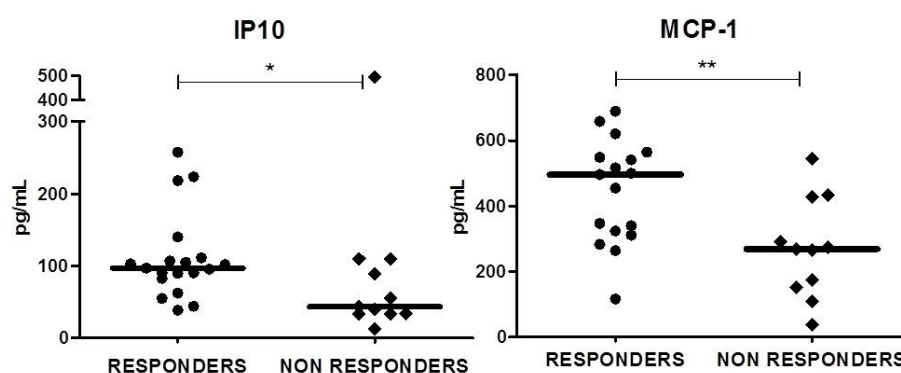 IP10
500
400
300
200
100
0
pg/mL
*
RESPONDERS
NON RESPONDERS
MCP-1
800
600
400
200
0
pg/mL
**
RESPONDERS
NON RESPONDERS